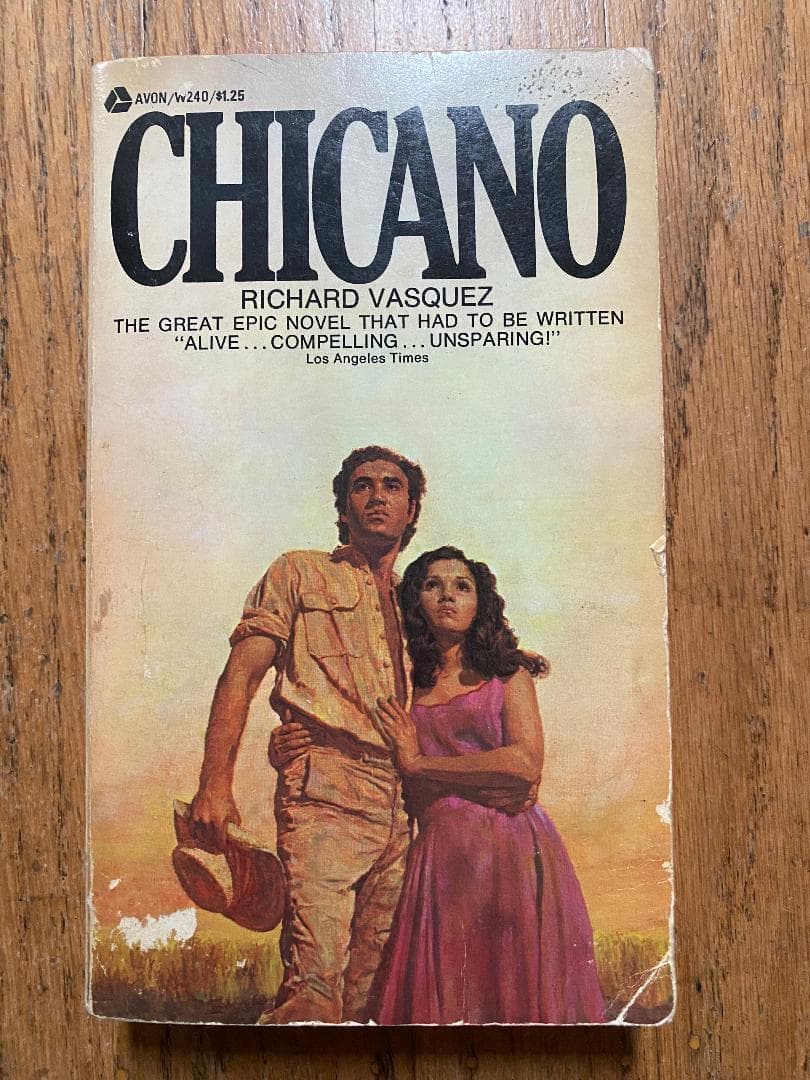 AVON/W240/$1.25
CHICANO
RICHARD VASQUEZ
THE GREAT EPIC NOVEL THAT HAD TO BE WRITTEN
"ALIVE...COMPELLING...UNSPARING!"
Los Angeles Times